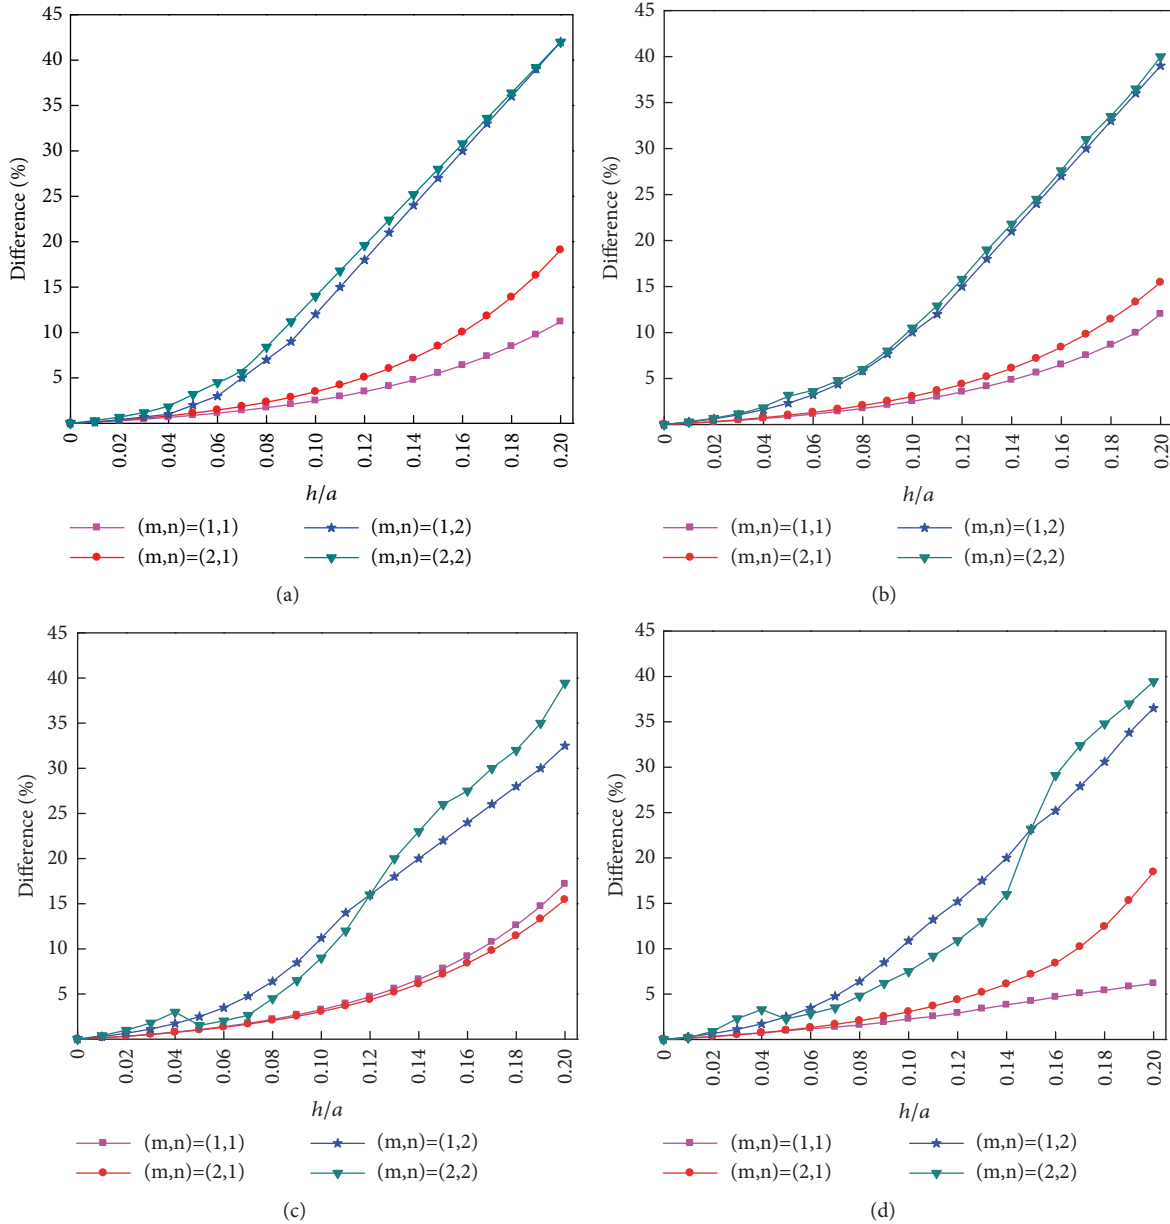 45
40
35
30
25
20
15
10
5
Difference (%)
0
0.02
0.04
0.06
0.08
0.10
0.12
0.14
0.16
0.18
0.20
h/a
(m,n)=(1,1)
(m,n)=(1,2)
(m,n)=(2,1)
(m,n)=(2,2)
(a)
45
40
35
30
25
20
15
10
5
Difference (%)
0
0.02
0.04
0.06
0.08
0.10
0.12
0.14
0.16
0.18
0.20
h/a
(m,n)=(1,1)
(m,n)=(1,2)
(m,n)=(2,1)
(m,n)=(2,2)
(b)
45
40
35
30
25
20
15
10
5
Difference (%)
0
0.02
0.04
0.06
0.08
0.10
0.12
0.14
0.16
0.18
0.20
h/a
(m,n)=(1,1)
(m,n)=(1,2)
(m,n)=(2,1)
(m,n)=(2,2)
(c)
45
40
35
30
25
20
15
10
5
Difference (%)
0
0.02
0.04
0.06
0.08
0.10
0.12
0.14
0.16
0.18
0.20
h/a
(m,n)=(1,1)
(m,n)=(1,2)
(m,n)=(2,1)
(m,n)=(2,2)
(d)